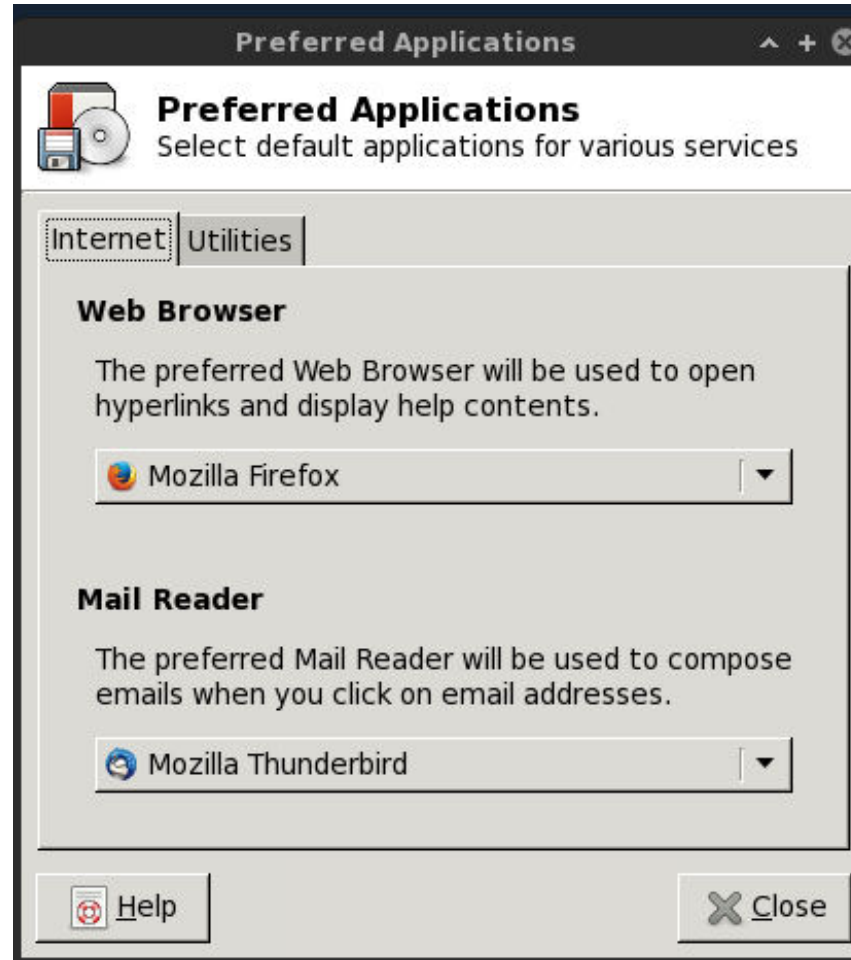 Preferred Applications
Preferred Applications
Select default applications for various services
Internet Utilities
Web Browser
The preferred Web Browser will be used to open
hyperlinks and display help contents.
Mozilla Firefox
Mail Reader
The preferred Mail Reader will be used to compose
emails when you click on email addresses.
Mozilla Thunderbird
Help Close